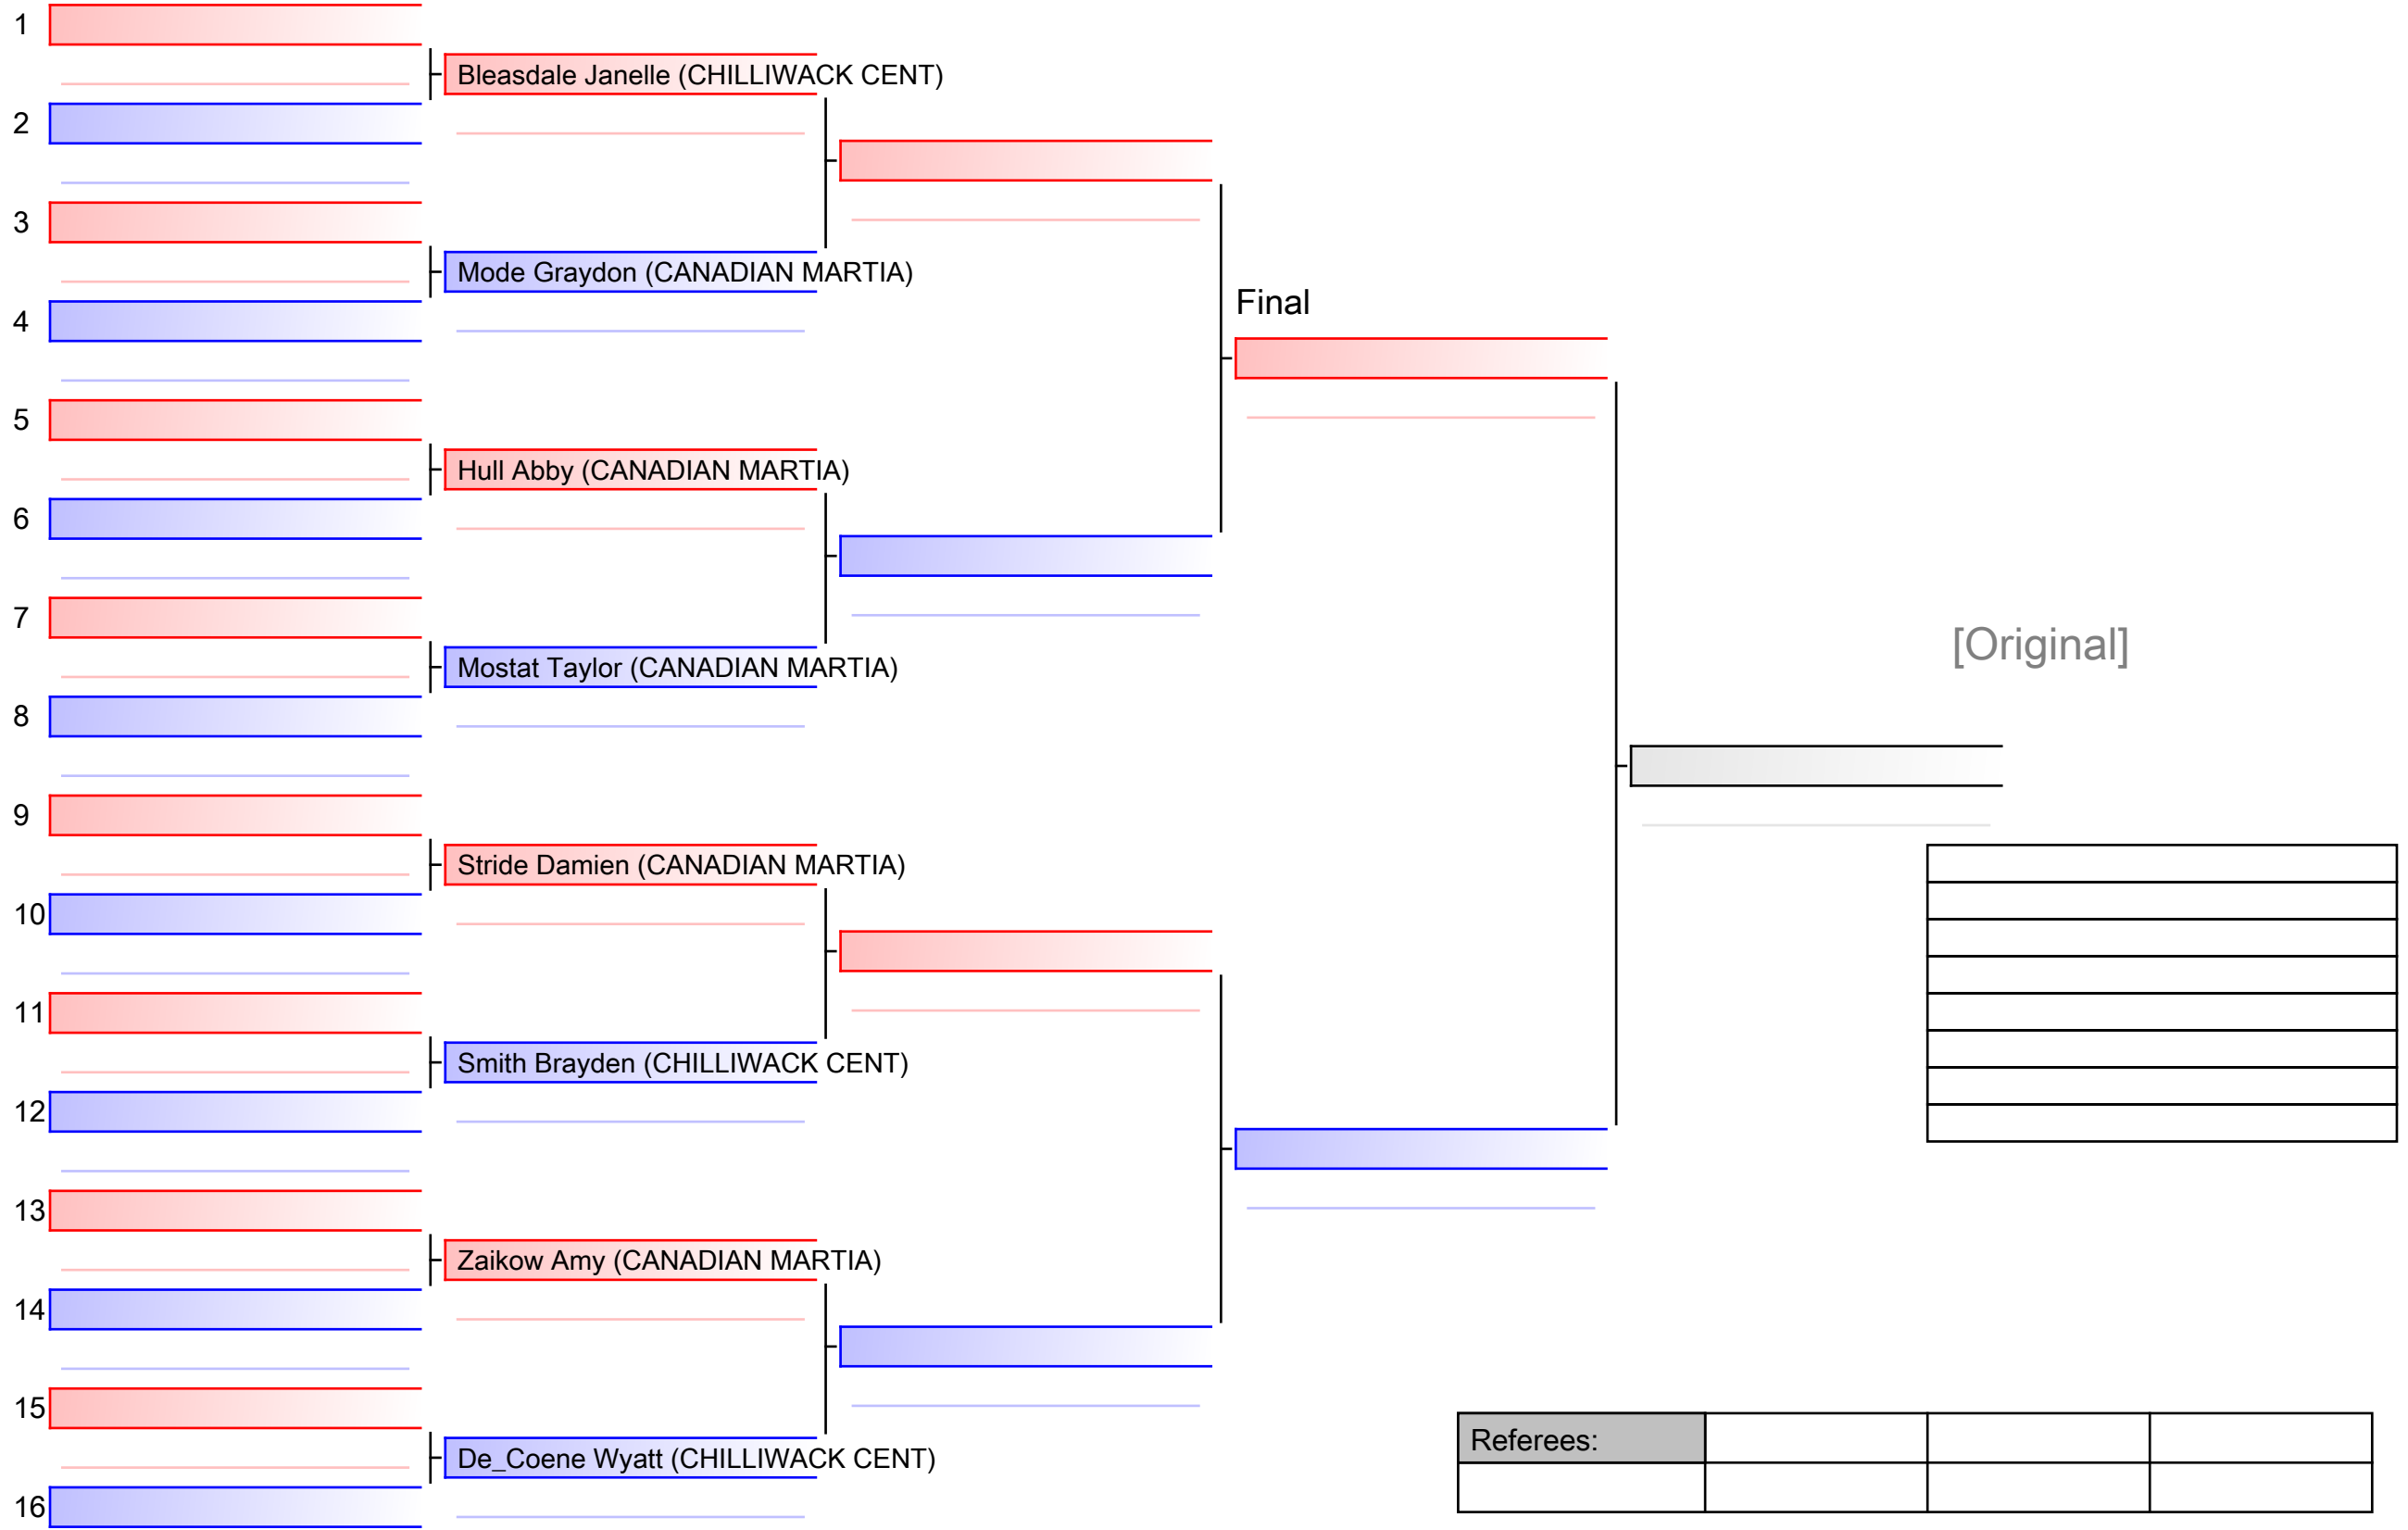 1
Bleasdale Janelle (CHILLIWACK CENT)
2
3
Mode Graydon (CANADIAN MARTIA)
Final
4
5
Hull Abby (CANADIAN MARTIA)
6
7
[Original]
Mostat Taylor (CANADIAN MARTIA)
8
9
Stride Damien (CANADIAN MARTIA)
10
11
Smith Brayden (CHILLIWACK CENT)
12
13
Zaikow Amy (CANADIAN MARTIA)
14
15
Referees:
De_Coene Wyatt (CHILLIWACK CENT)
16